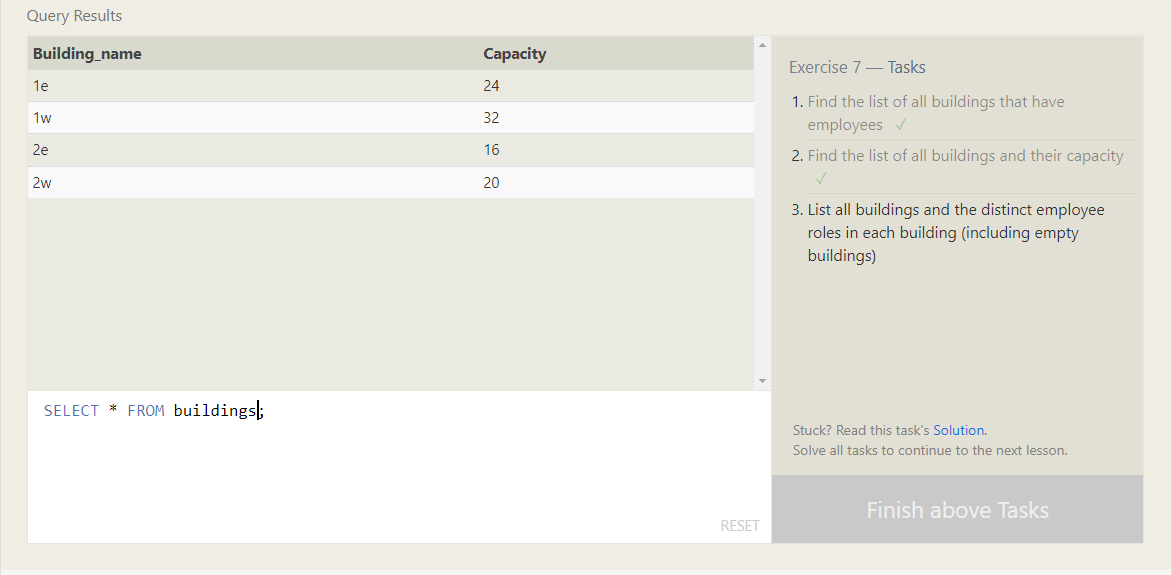 Query Results
Building_name Capacity
1e 24
1w 32
2e 16
2w 20
SELECT * FROM buildings;
RESET
Exercise 7 — Tasks
1. Find the list of all buildings that have
employees ✓
2. Find the list of all buildings and their capacity
✓
3. List all buildings and the distinct employee
roles in each building (including empty
buildings)
Stuck? Read this task's Solution.
Solve all tasks to continue to the next lesson.
Finish above Tasks